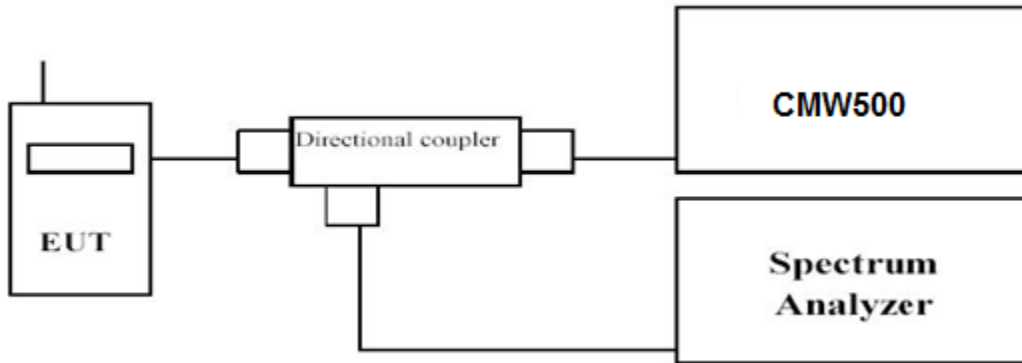 CMW500
Directional coupler
EUT
Spectrum
Analyzer